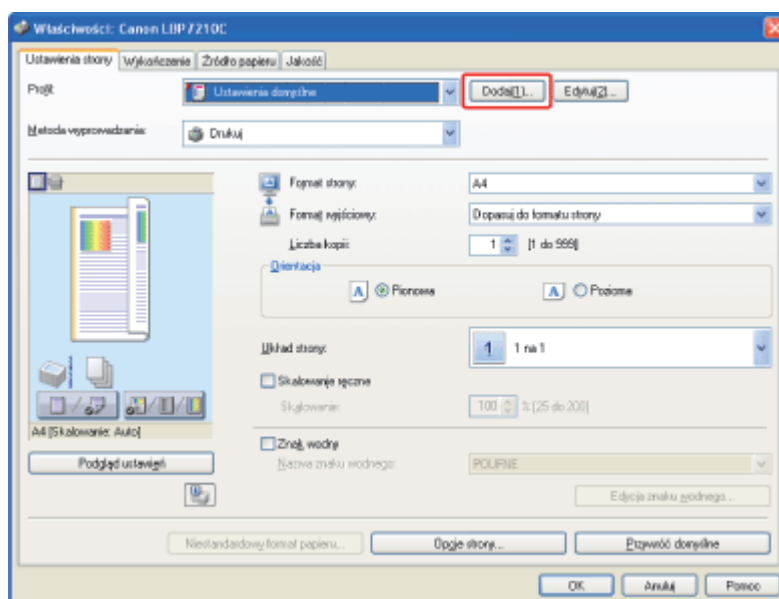 Właściwości: Canon LBP7210C
Ustawienia strony Wykończenie Źródło papieru Jakość
Profil: Ustawienia domyślne Dodaj(1)... Edytuj(2)...
Metoda wyprowadzania: Drukuj
Format strony: A4
Format wyjściowy: Dopasuj do formatu strony
Liczba kopii: 1 [1 do 999]
Orientacja
A Pionowa A Pozioma
Układ strony: 1 1 na 1
Skalowanie ręczne
Skalowanie: 100 % [25 do 200]
A4 [Skalowanie: Auto]
Znak wodny
Podgląd ustawień
Nazwa znaku wodnego: POUFNE
Edycja znaku wodnego...
Niestandardowy format papieru... Opcje strony... Przywróć domyślne
OK Anuluj Pomoc